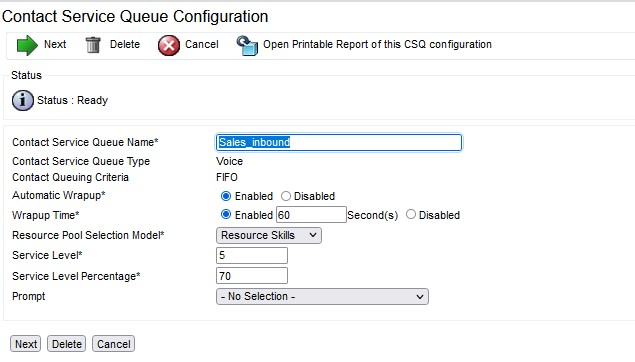 Contact Service Queue Configuration
Next Delete Cancel Open Printable Report of this CSQ configuration
Status
Status : Ready
Contact Service Queue Name* Sales_inbound
Contact Service Queue Type Voice
Contact Queuing Criteria FIFO
Automatic Wrapup* Enabled Disabled
Wrapup Time* Enabled 60 Second(s) Disabled
Resource Pool Selection Model* Resource Skills
Service Level* 5
Service Level Percentage* 70
Prompt - No Selection -
Next Delete Cancel